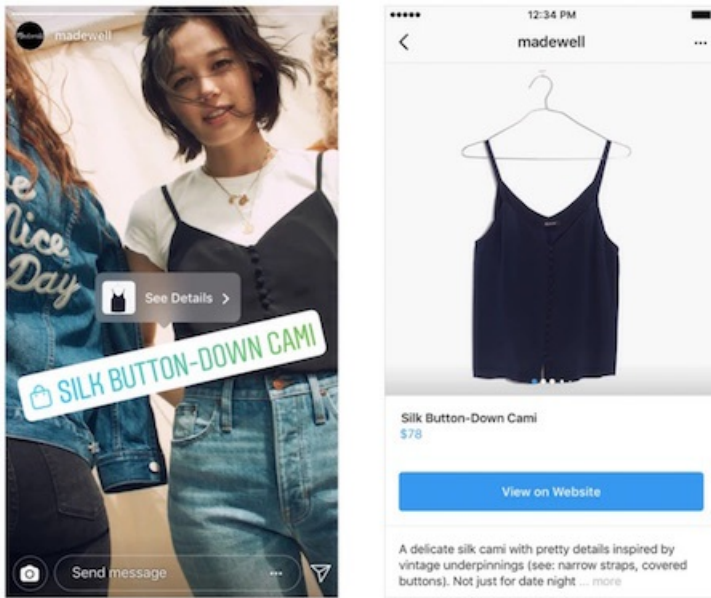 madewell
e
Nice
Day
See Details
SILK BUTTON-DOWN CAMI
Send message
12:34 PM
madewell
Silk Button-Down Cami
$78
View on Website
A delicate silk cami with pretty details inspired by
vintage underpinnings (see: narrow straps, covered
buttons). Not just for date night ... more